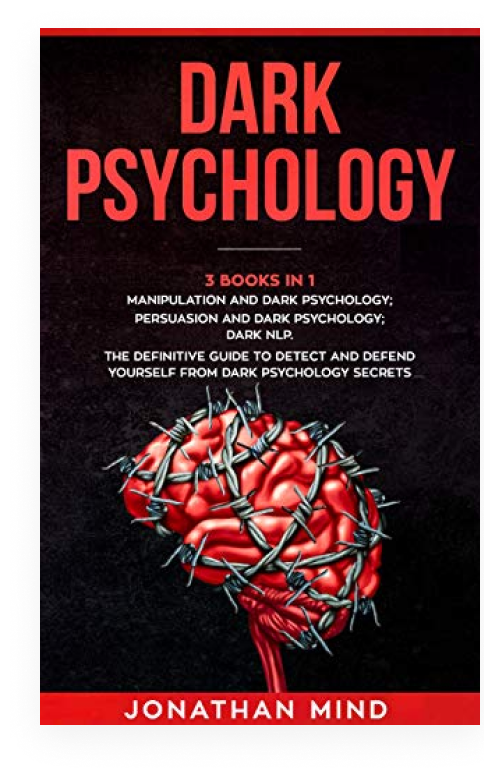 DARK
PSYCHOLOGY
3 BOOKS IN 1
MANIPULATION AND DARK PSYCHOLOGY;
PERSUASION AND DARK PSYCHOLOGY;
DARK NLP.
THE DEFINITIVE GUIDE TO DETECT AND DEFEND
YOURSELF FROM DARK PSYCHOLOGY SECRETS
JONATHAN MIND